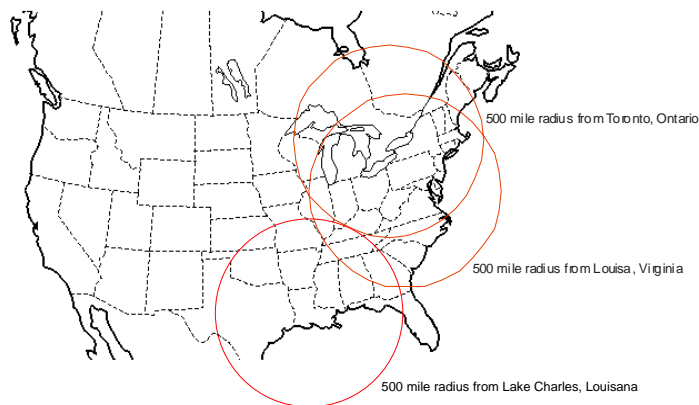 500 mile radius from Toronto, Ontario
500 mile radius from Louisa, Virginia
500 mile radius from Lake Charles, Louisana